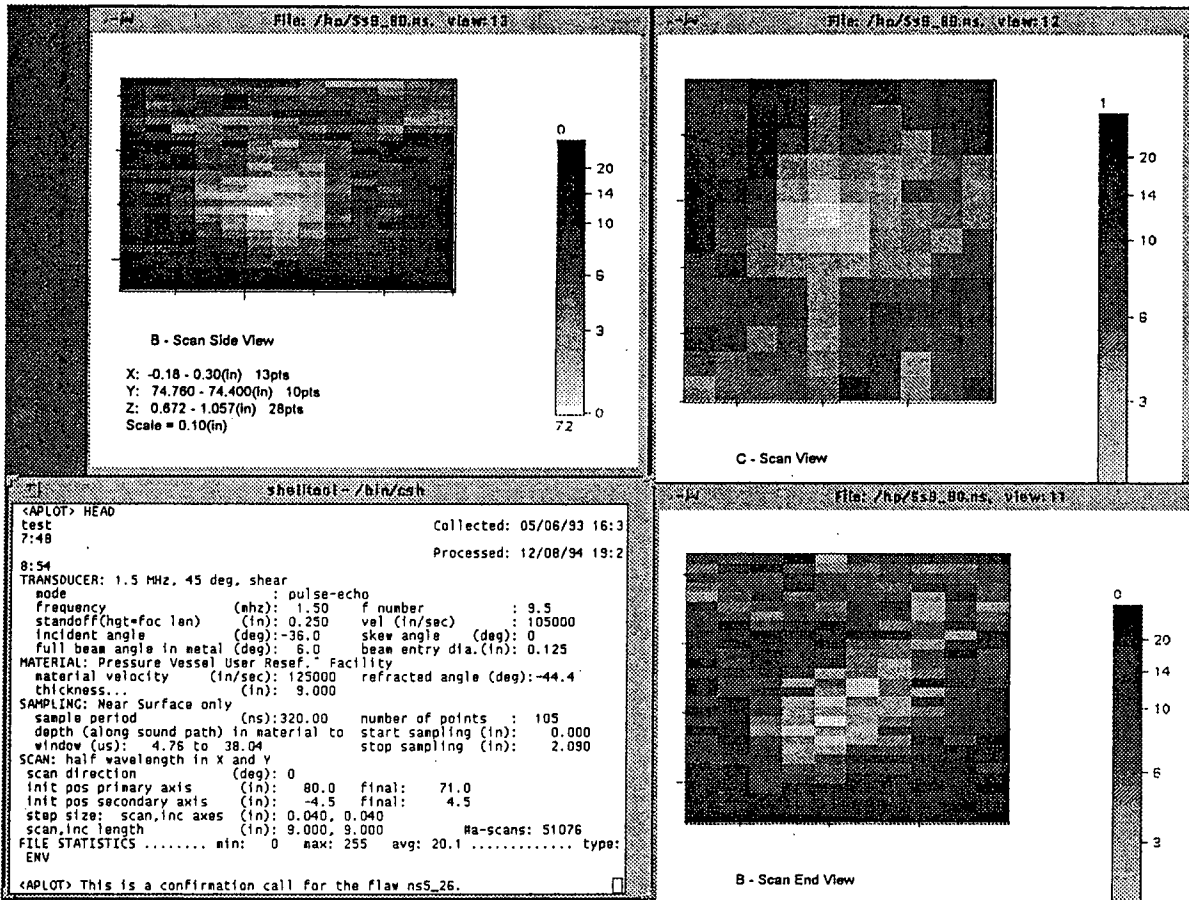 File: /hp/Ss9_80.ns, view:13
0
20
14
10
6
3
0
72
B - Scan Side View
X: -0.18 - 0.30(in) 13pts
Y: 74.760 - 74.400(in) 10pts
Z: 0.672 - 1.057(in) 28pts
Scale = 0.10(in)
File: /hp/Ss9_80.ns, view:12
1
20
14
10
6
3
C - Scan View
shelltool - /bin/csh
<APLOT> HEAD
test Collected: 05/06/93 16:3
7:48
Processed: 12/08/94 19:2
8:54
TRANSDUCER: 1.5 MHz, 45 deg, shear
mode : pulse-echo
frequency (mhz): 1.50 f number : 9.5
standoff(hgt=foc len) (in): 0.250 vel (in/sec) : 105000
incident angle (deg):-36.0 skew angle (deg): 0
full beam angle in metal (deg): 6.0 beam entry dia.(in): 0.125
MATERIAL: Pressure Vessel User Resef. Facility
material velocity (in/sec): 125000 refracted angle (deg):-44.4
thickness... (in): 9.000
SAMPLING: Near Surface only
sample period (ns):320.00 number of points : 105
depth (along sound path) in material to start sampling (in): 0.000
window (us): 4.76 to 38.04 stop sampling (in): 2.090
SCAN: half wavelength in X and Y
scan direction (deg): 0
init pos primary axis (in): 80.0 final: 71.0
init pos secondary axis (in): -4.5 final: 4.5
step size: scan,inc axes (in): 0.040, 0.040
scan,inc length (in): 9.000, 9.000 #a-scans: 51076
FILE STATISTICS ........ min: 0 max: 255 avg: 20.1 ............. type:
ENV
<APLOT> This is a confirmation call for the flaw ns5_26.
File: /hp/Ss9_80.ns, view:11
0
20
14
10
6
3
B - Scan End View